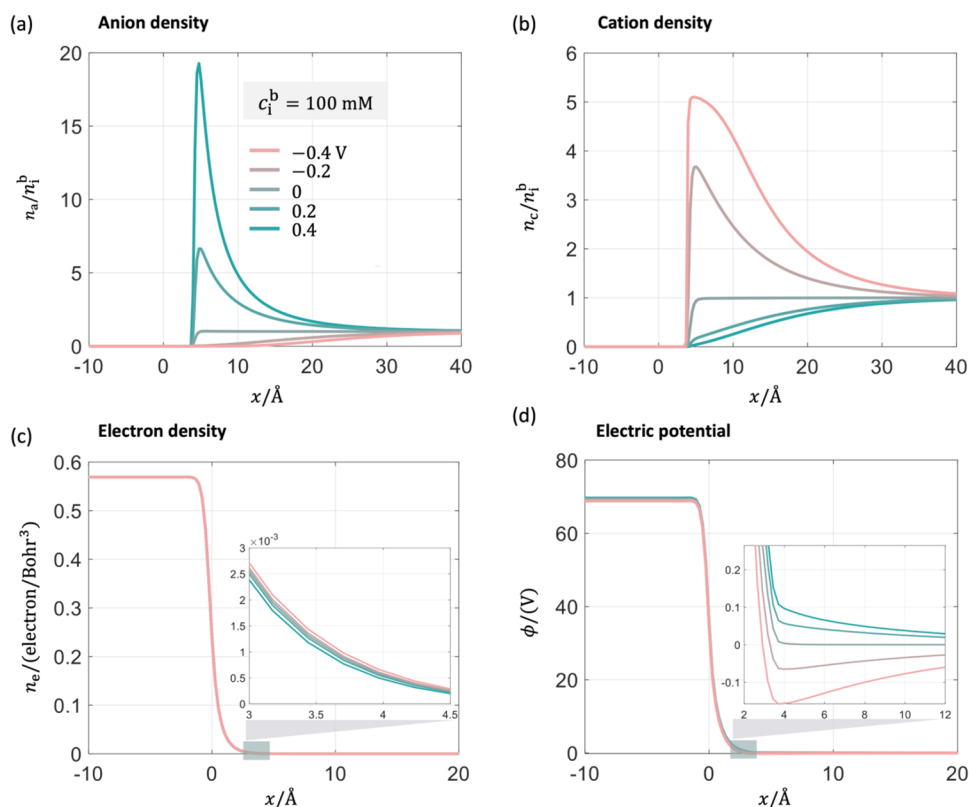 (a) Anion density
20
15
10
5
0
-10 0 10 20 30 40
n_a/n_i^b
x/Å
c_i^b = 100 mM
−0.4 V
−0.2
0
0.2
0.4
(b) Cation density
6
5
4
3
2
1
0
-10 0 10 20 30 40
n_c/n_i^b
x/Å
(c) Electron density
0.6
0.5
0.4
0.3
0.2
0.1
0
-10 0 10 20
n_e/(electron/Bohr³)
x/Å
×10⁻³
3
2.5
2
1.5
1
0.5
0
3 3.5 4 4.5
(d) Electric potential
80
60
40
20
0
-10 0 10 20
ϕ/(V)
x/Å
0.2
0.1
0
-0.1
2 4 6 8 10 12